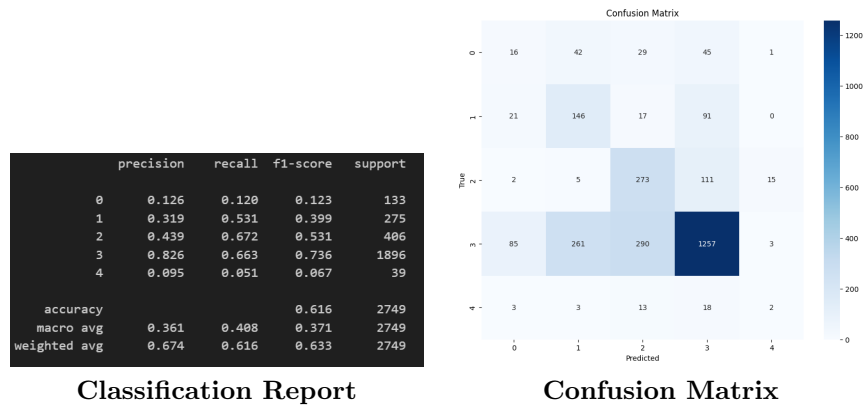 precision recall f1-score support
0 0.126 0.120 0.123 133
1 0.319 0.531 0.399 275
2 0.439 0.672 0.531 406
3 0.826 0.663 0.736 1896
4 0.095 0.051 0.067 39
accuracy 0.616 2749
macro avg 0.361 0.408 0.371 2749
weighted avg 0.674 0.616 0.633 2749
Classification Report
Confusion Matrix
0 16 42 29 45 1
1 21 146 17 91 0
2 2 5 273 111 15
3 85 261 290 1257 3
4 3 3 13 18 2
0 1 2 3 4
True
Predicted
1200
1000
800
600
400
200
0
Confusion Matrix